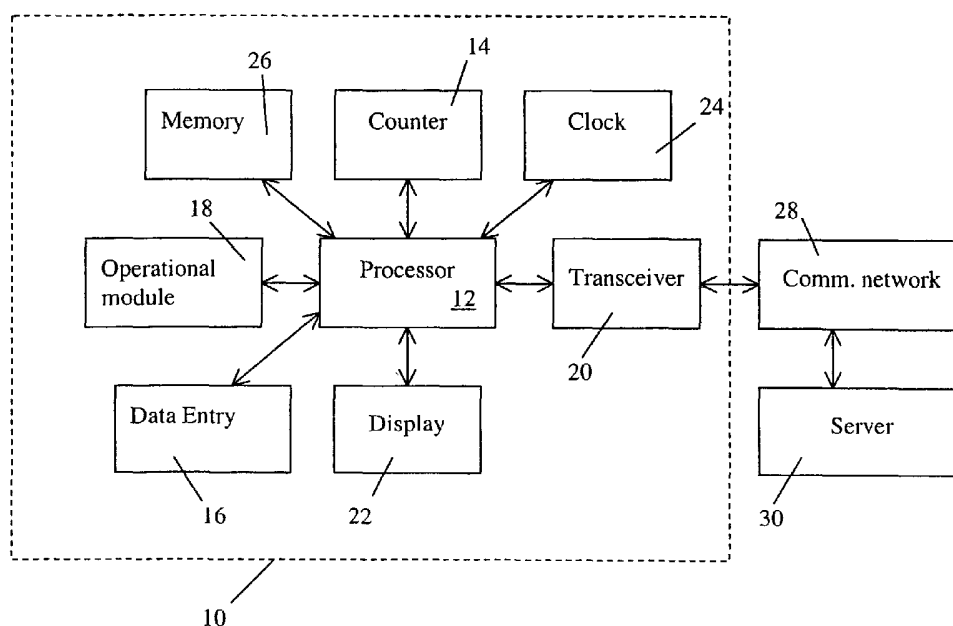 26
14
Memory
Counter
Clock
24
18
28
Operational
module
Processor
12
Transceiver
Comm. network
20
Data Entry
Display
Server
16
22
30
10